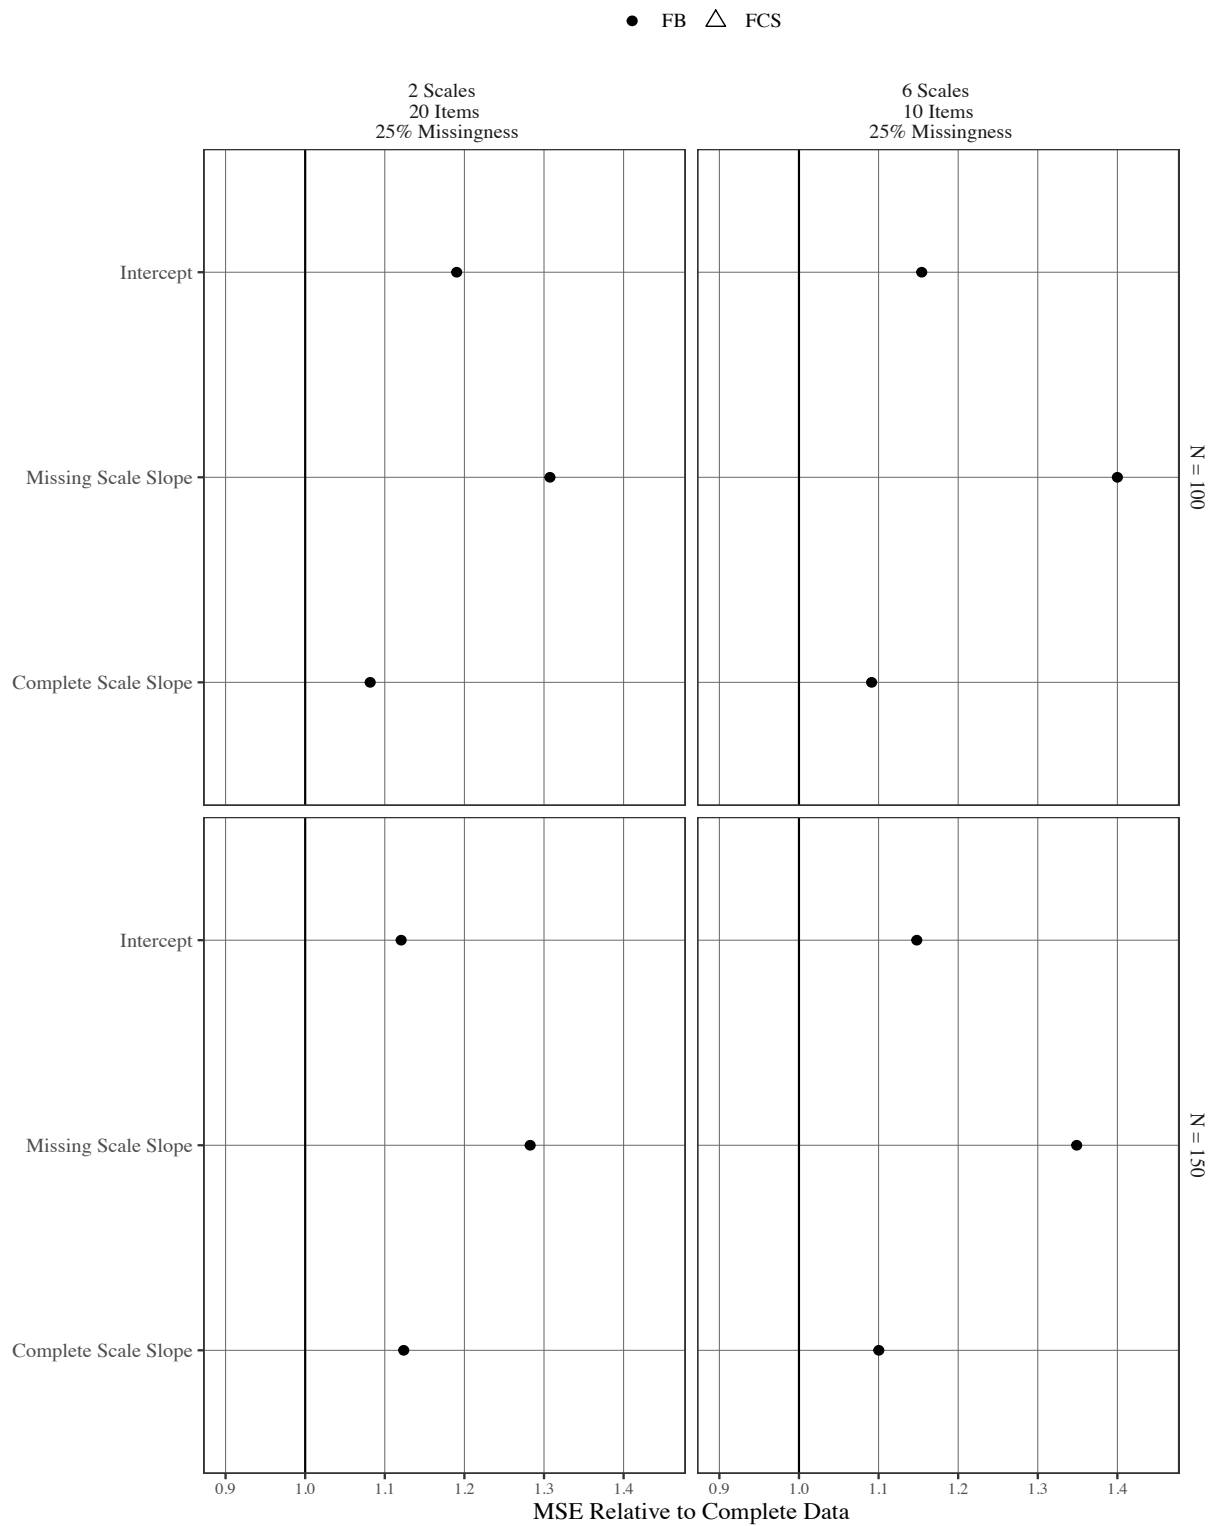 FB FCS
2 Scales
20 Items
25% Missingness
6 Scales
10 Items
25% Missingness
Intercept
Missing Scale Slope
Complete Scale Slope
N = 100
Intercept
Missing Scale Slope
Complete Scale Slope
N = 150
0.9 1.0 1.1 1.2 1.3 1.4
0.9 1.0 1.1 1.2 1.3 1.4
MSE Relative to Complete Data